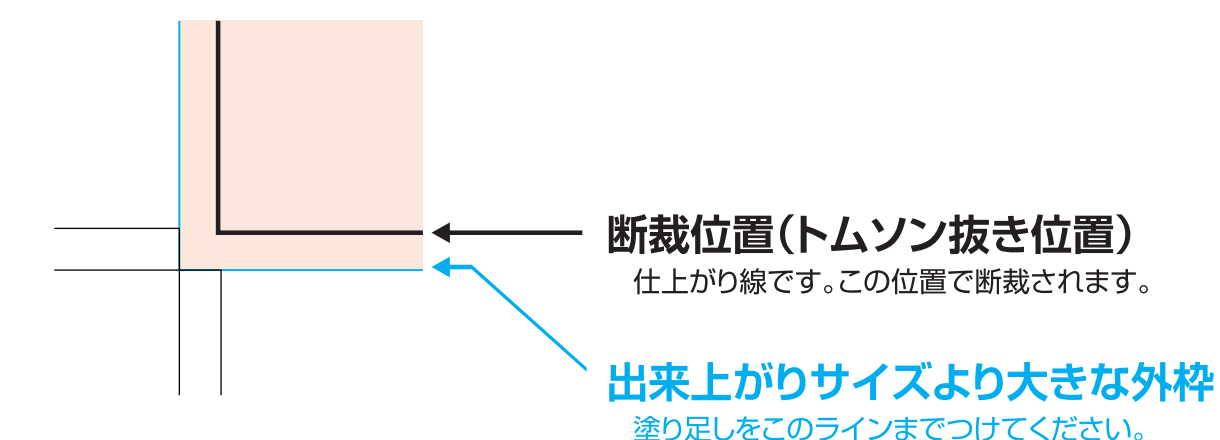 断裁位置(トムソン抜き位置)
仕上がり線です。この位置で断裁されます。
出来上がりサイズより大きな外枠
塗り足しをこのラインまでつけてください。